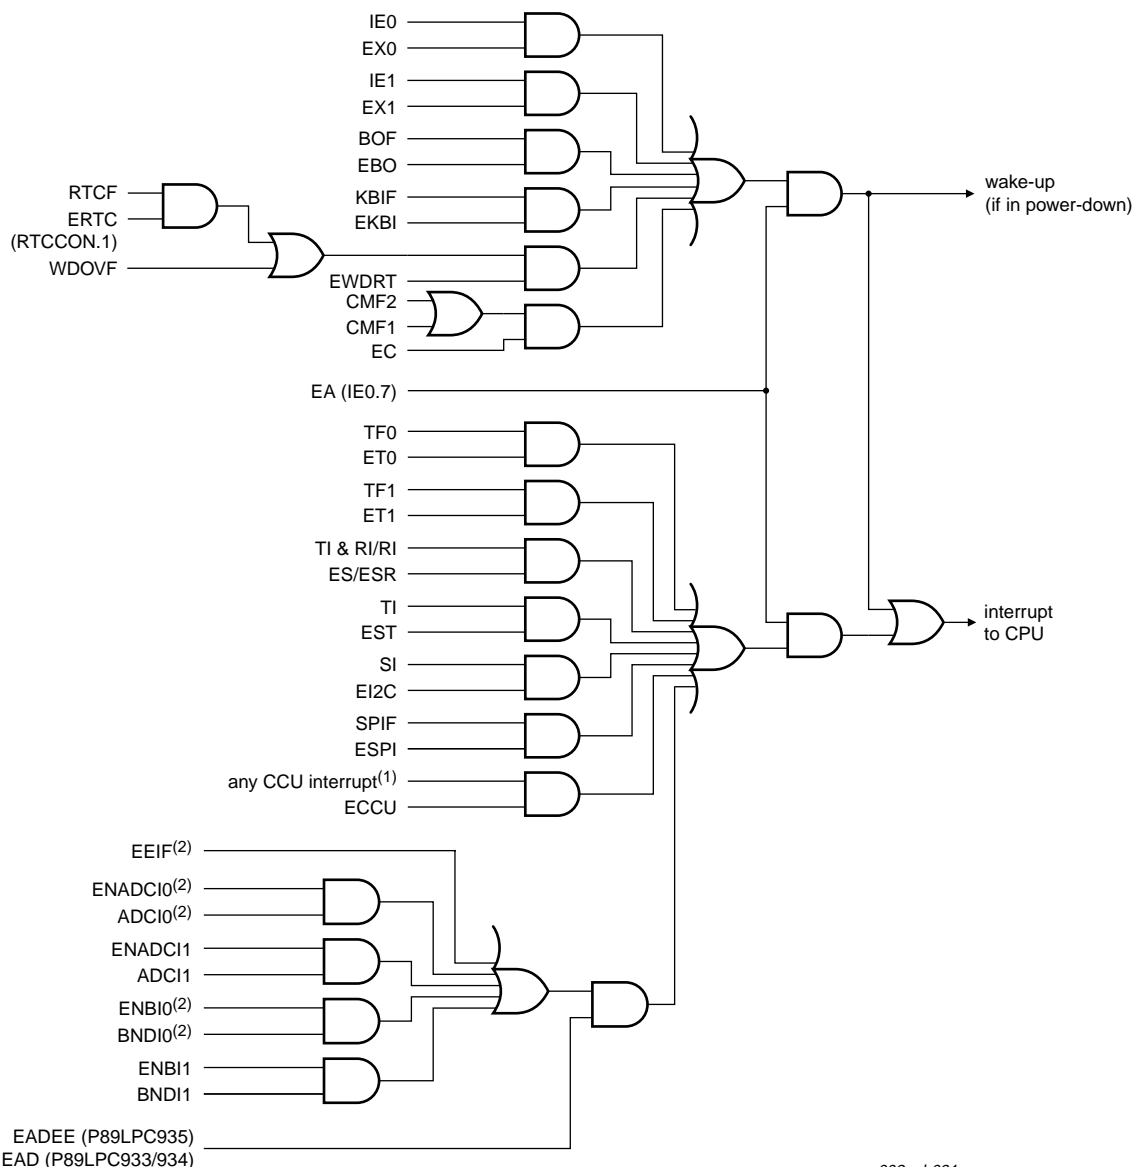 IE0
EX0
IE1
EX1
BOF
EBO
KBIF
EKBI
RTCF
ERTC
(RTCCON.1)
WDOVF
EWDRT
CMF2
CMF1
EC
wake-up
(if in power-down)
EA (IE0.7)
TF0
ET0
TF1
ET1
TI & RI/RI
ES/ESR
TI
EST
SI
EI2C
SPIF
ESPI
any CCU interrupt(1)
ECCU
interrupt
to CPU
EEIF(2)
ENADCI0(2)
ADCI0(2)
ENADCI1
ADCI1
ENBI0(2)
BNDI0(2)
ENBI1
BNDI1
EADEE (P89LPC935)
EAD (P89LPC933/934)